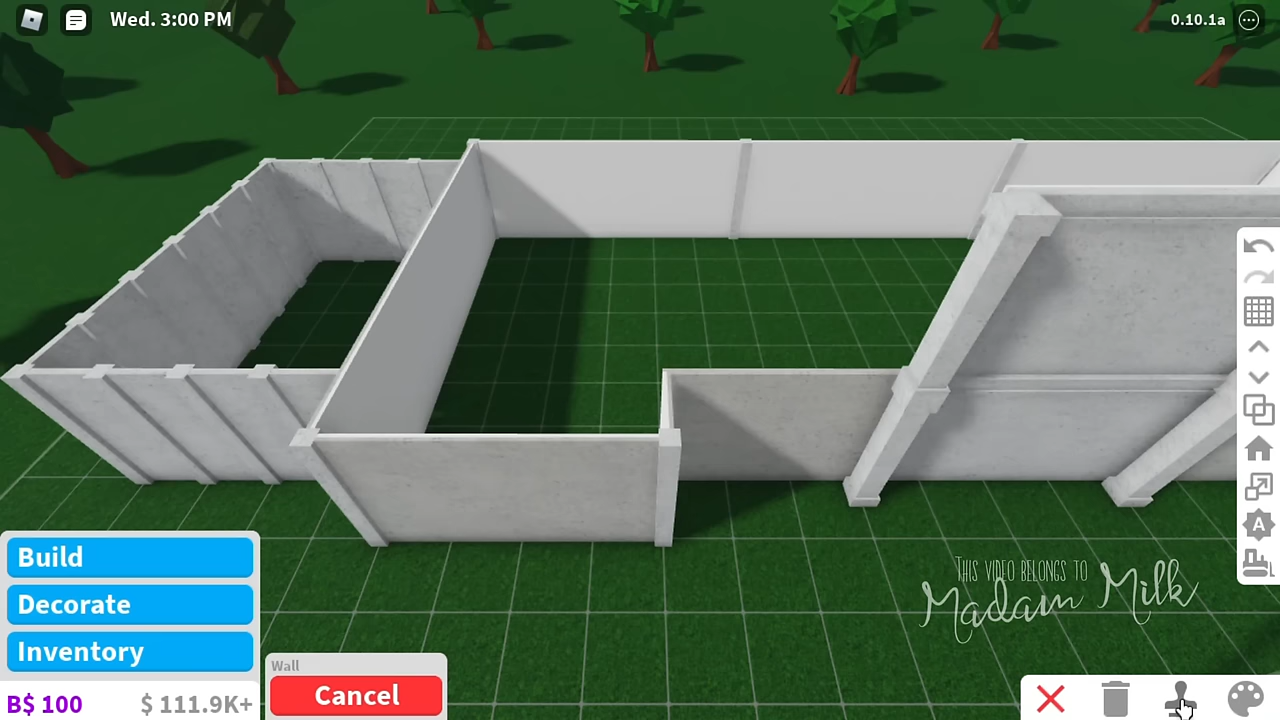 Wed. 3:00 PM
0.10.1a
A
THIS VIDEO BELONGS TO
Madam Milk
Build
Decorate
Inventory
B$ 100
$ 111.9K+
Wall
Cancel